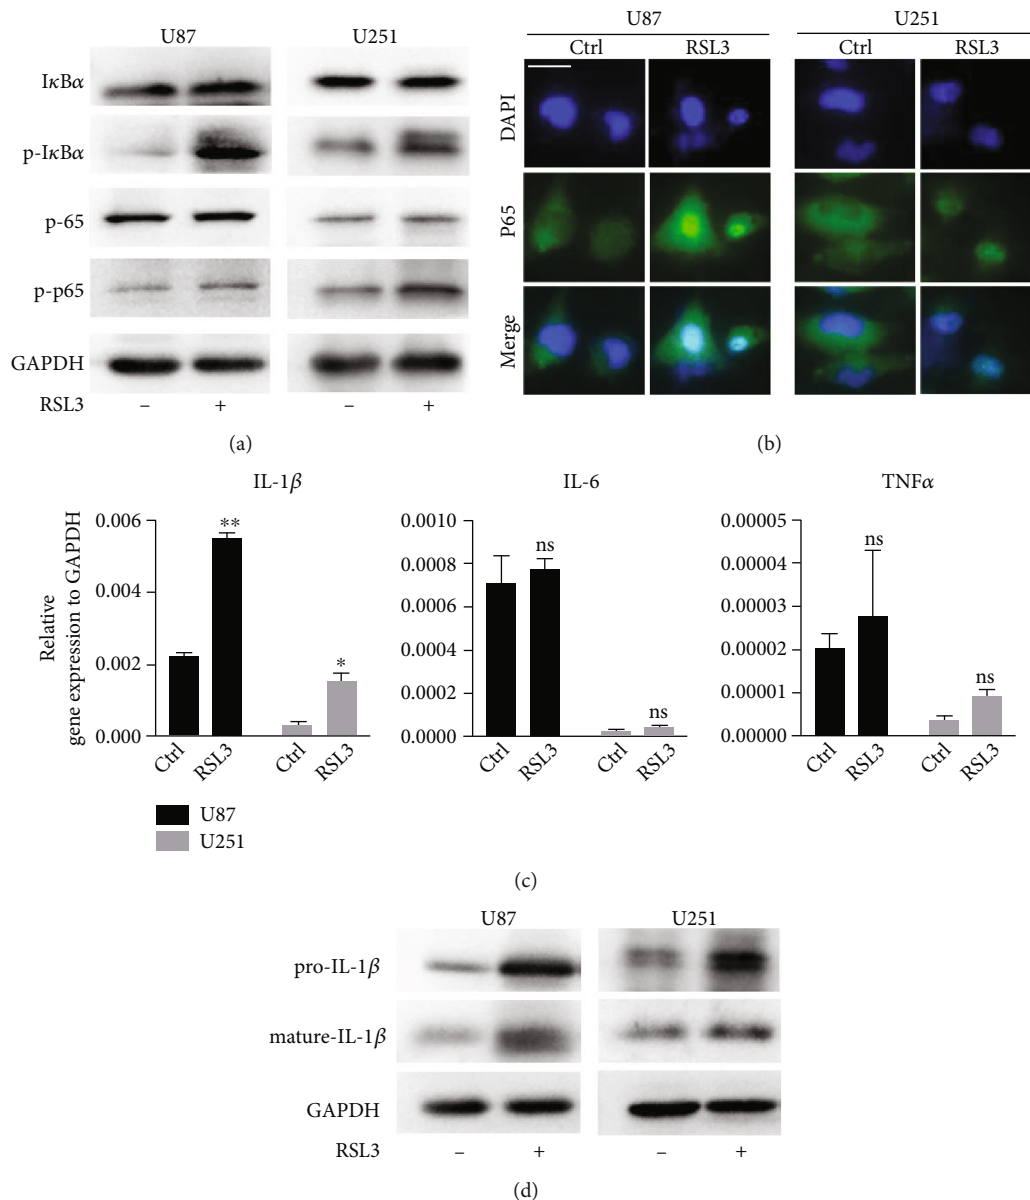 U87 U251
IκBα
p-IκBα
p-65
p-p65
GAPDH
RSL3 – + – +
(a)
U87 U251
Ctrl RSL3 Ctrl RSL3
DAPI
P65
Merge
(b)
IL-1β
Relative
gene expression to GAPDH
0.006
0.004
0.002
0.000
** *
Ctrl RSL3 Ctrl RSL3
U87
U251
IL-6
0.0010
0.0008
0.0006
0.0004
0.0002
0.0000
ns ns
Ctrl RSL3 Ctrl RSL3
TNFα
0.00005
0.00004
0.00003
0.00002
0.00001
0.00000
ns ns
Ctrl RSL3 Ctrl RSL3
(c)
U87 U251
pro-IL-1β
mature-IL-1β
GAPDH
RSL3 – + – +
(d)